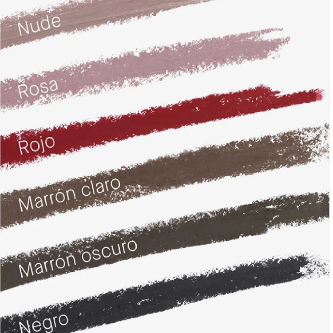 Nude
Rosa
Rojo
Marrón claro
Marrón oscuro
Negro